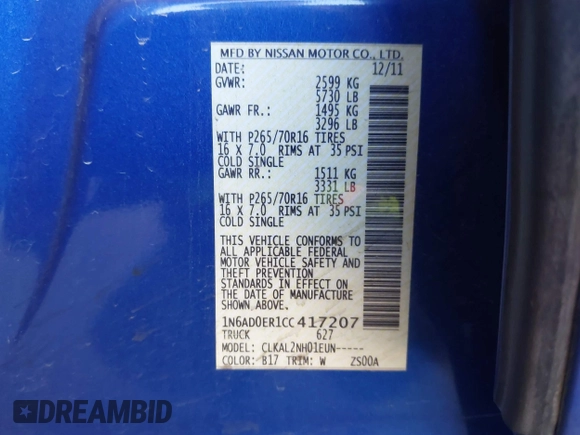 MFD BY NISSAN MOTOR CO., LTD.
DATE: 12/11
GVWR: 2599 KG
5730 LB
GAWR FR.: 1495 KG
3296 LB
WITH P265/70R16 TIRES
16 X 7.0 RIMS AT 35 PSI
COLD SINGLE
GAWR RR.: 1511 KG
3331 LB
WITH P265/70R16 TIRES
16 X 7.0 RIMS AT 35 PSI
COLD SINGLE
THIS VEHICLE CONFORMS TO
ALL APPLICABLE FEDERAL
MOTOR VEHICLE SAFETY AND
THEFT PREVENTION
STANDARDS IN EFFECT ON
THE DATE OF MANUFACTURE
SHOWN ABOVE.
1N6AD0ER1CC417207
TRUCK 627
MODEL: CLKAL2NH01EUN-----
COLOR: B17 TRIM: W ZS00A
DREAMBID